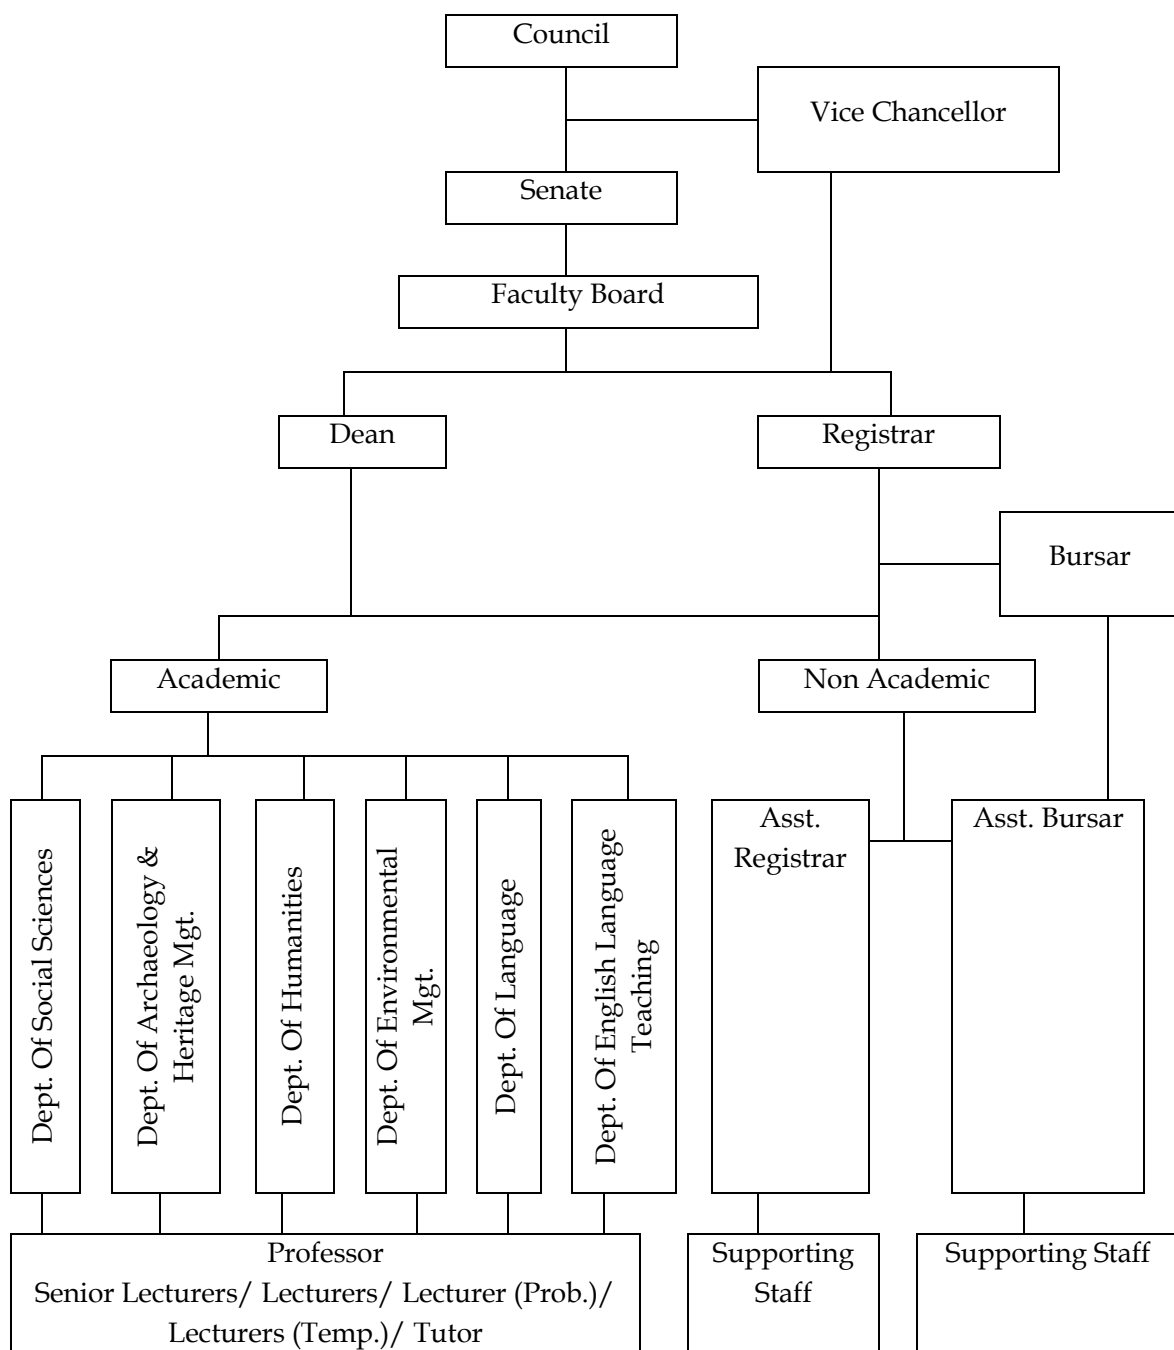 Council
Vice Chancellor
Senate
Faculty Board
Dean
Registrar
Bursar
Academic
Non Academic
Dept. Of Social Sciences
Dept. Of Archaeology &
Heritage Mgt.
Dept. Of Humanities
Dept. Of Environmental
Mgt.
Dept. Of Language
Dept. Of English Language
Teaching
Asst.
Registrar
Asst. Bursar
Professor
Senior Lecturers/ Lecturers/ Lecturer (Prob.)/
Lecturers (Temp.)/ Tutor
Supporting
Staff
Supporting Staff